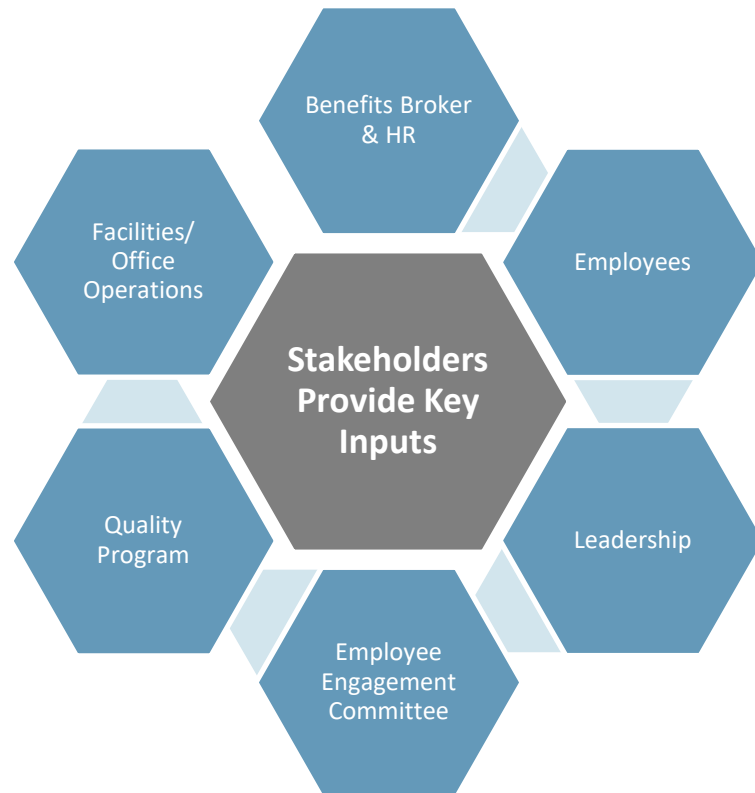 Benefits Broker
& HR
Facilities/
Office
Operations
Employees
Stakeholders
Provide Key
Inputs
Quality
Program
Leadership
Employee
Engagement
Committee